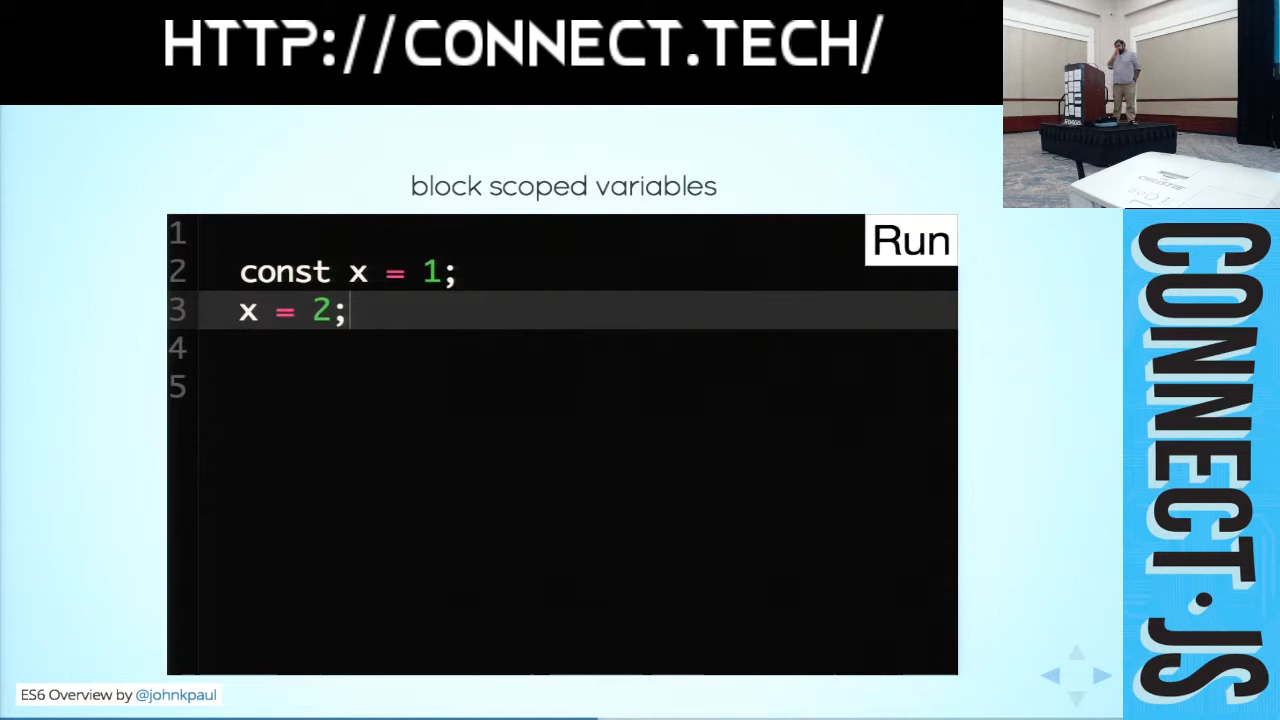 HTTP://CONNECT.TECH/
block scoped variables
Run
1
2 const x = 1;
3 x = 2;
4
5
CONNECT·JS
ES6 Overview by @johnkpaul
CHRISTIE